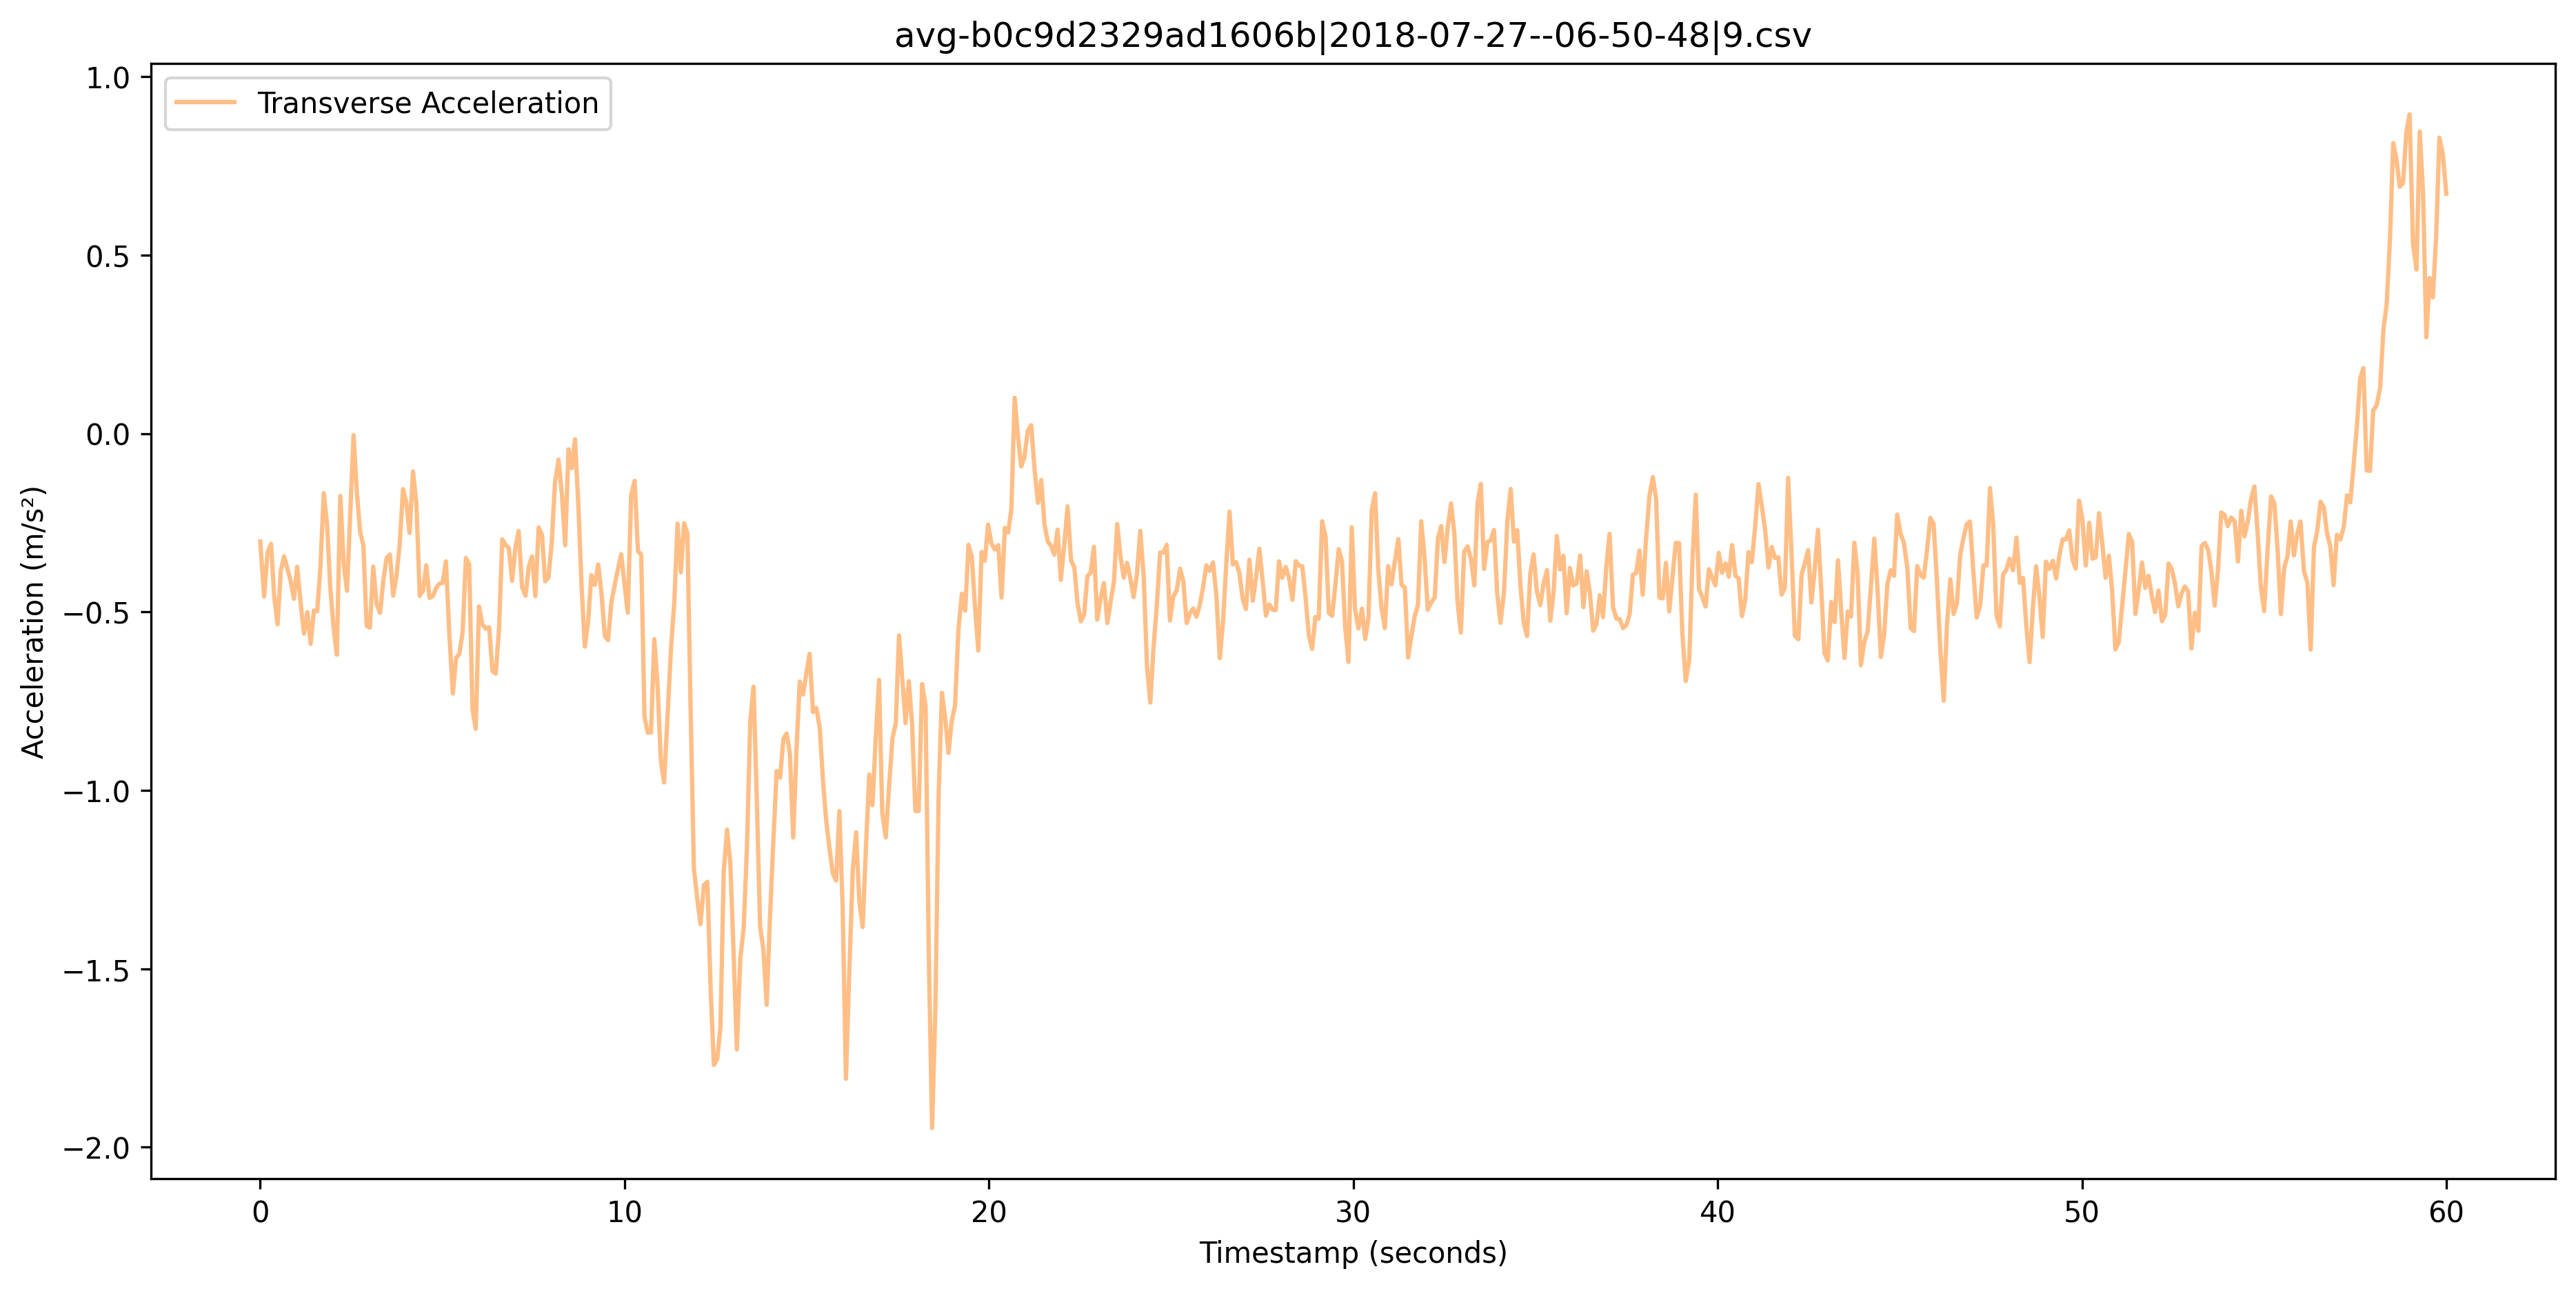 avg-b0c9d2329ad1606b|2018-07-27--06-50-48|9.csv
Transverse Acceleration
Acceleration (m/s²)
1.0
0.5
0.0
−0.5
−1.0
−1.5
−2.0
0 10 20 30 40 50 60
Timestamp (seconds)